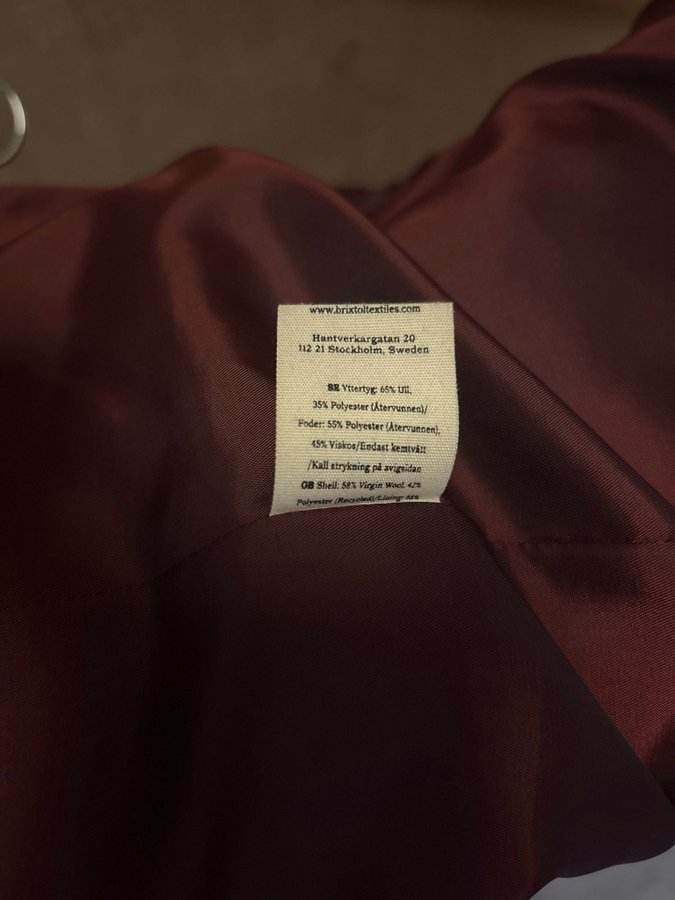 www.brixtoltextiles.com
Hantverkargatan 20
112 21 Stockholm, Sweden
SE Yttertyg: 65% Ull,
35% Polyester (Återvunnen)/
Foder: 55% Polyester (Återvunnen),
45% Viskos/Endast kemtvätt
/Kall strykning på avigsidan
GB Shell: 58% Virgin Wool, 42%
Polyester (Recycled)/Lining: 55%